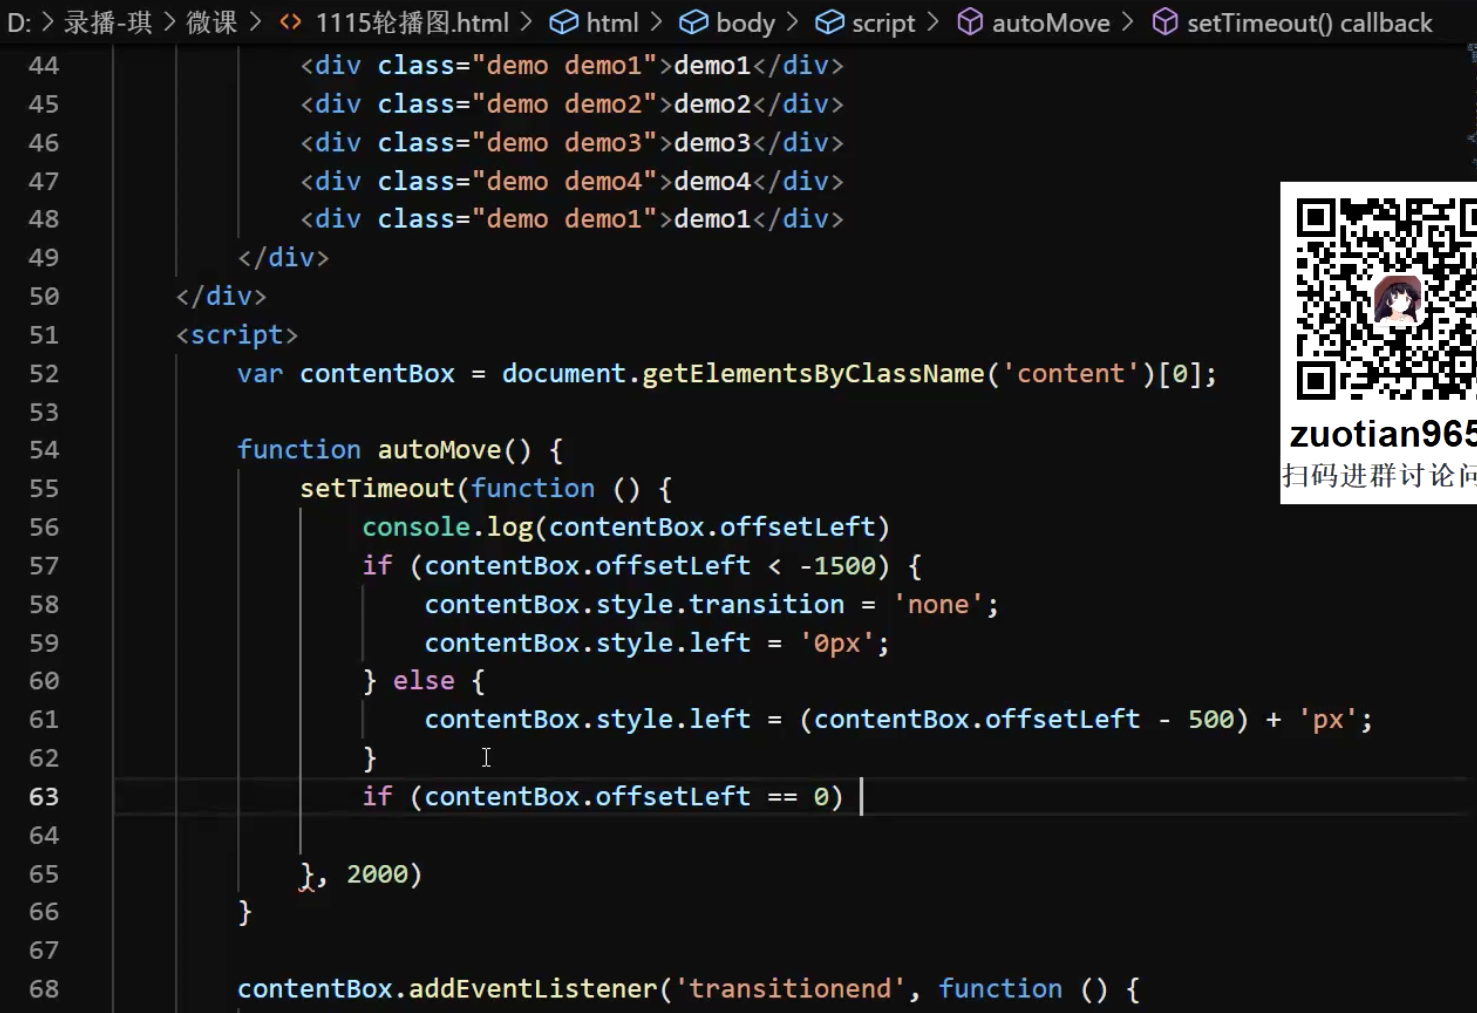 D: > 录播-琪 > 微课 > <> 1115轮播图.html > html > body > script > autoMove > setTimeout() callback
44 <div class="demo demo1">demo1</div>
45 <div class="demo demo2">demo2</div>
46 <div class="demo demo3">demo3</div>
47 <div class="demo demo4">demo4</div>
48 <div class="demo demo1">demo1</div>
49 </div>
50 </div>
51 <script>
52 var contentBox = document.getElementsByClassName('content')[0];
53
54 function autoMove() {
55 setTimeout(function () {
56 console.log(contentBox.offsetLeft)
57 if (contentBox.offsetLeft < -1500) {
58 contentBox.style.transition = 'none';
59 contentBox.style.left = '0px';
60 } else {
61 contentBox.style.left = (contentBox.offsetLeft - 500) + 'px';
62 }
63 if (contentBox.offsetLeft == 0)
64
65 }, 2000)
66 }
67
68 contentBox.addEventListener('transitionend', function () {
zuotian965
扫码进群讨论问